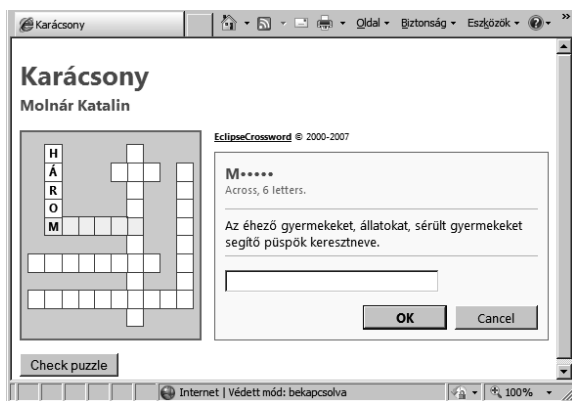 Karácsony
Oldal
Biztonság
Eszközök
»
Karácsony
Molnár Katalin
EclipseCrossword © 2000-2007
H
Á
R
O
M
M•••••
Across, 6 letters.
Az éhező gyermekeket, állatokat, sérült gyermekeket
segítő püspök keresztneve.
OK
Cancel
Check puzzle
Internet | Védett mód: bekapcsolva
100%